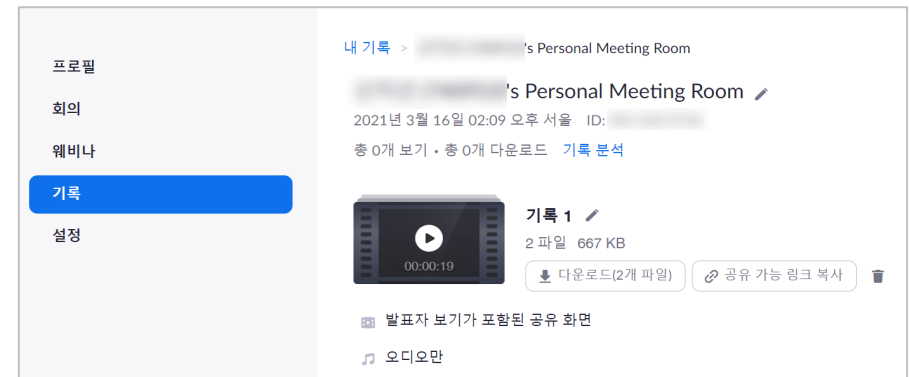 프로필
회의
웨비나
기록
설정
내 기록 > 's Personal Meeting Room
's Personal Meeting Room
2021년 3월 16일 02:09 오후 서울 ID:
총 0개 보기 • 총 0개 다운로드 기록 분석
00:00:19
기록 1
2 파일 667 KB
다운로드(2개 파일) 공유 가능 링크 복사
발표자 보기가 포함된 공유 화면
오디오만